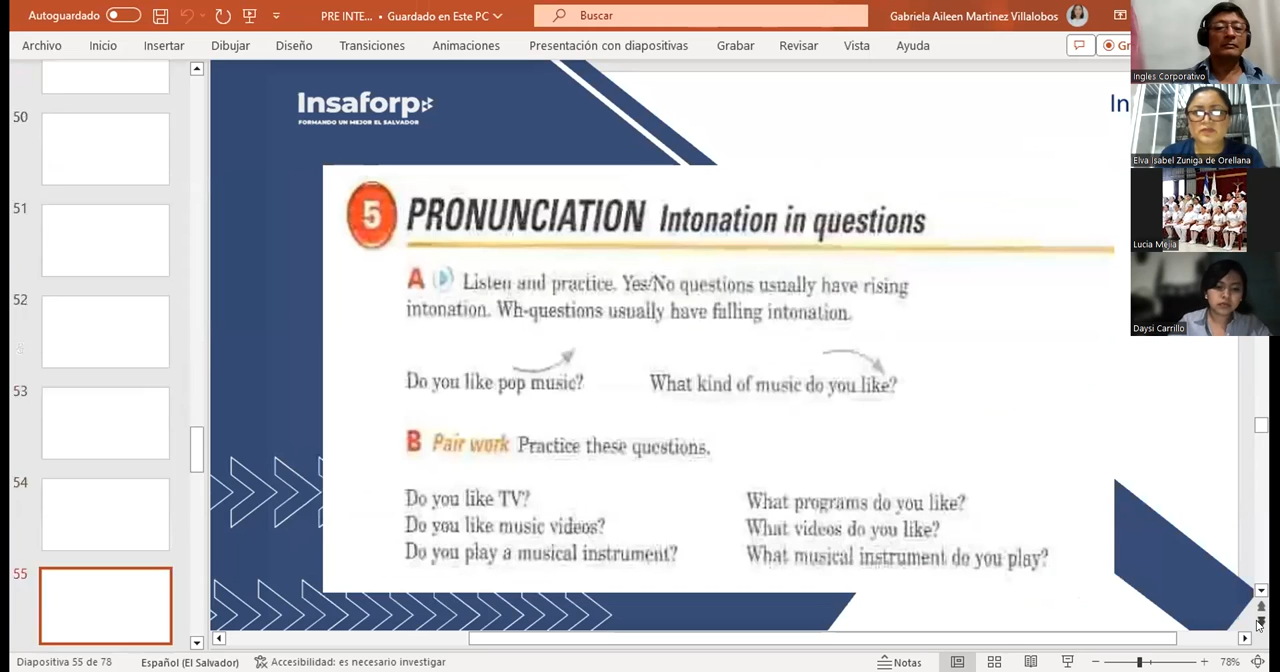 Autoguardado
PRE INTE... • Guardado en Este PC
Buscar
Gabriela Aileen Martinez Villalobos
Archivo Inicio Insertar Dibujar Diseño Transiciones Animaciones Presentación con diapositivas Grabar Revisar Vista Ayuda Gr
50
51
52
53
54
55
Insaforp
FORMANDO UN MEJOR EL SALVADOR
In
5 PRONUNCIATION Intonation in questions
A Listen and practice. Yes/No questions usually have rising
intonation. Wh-questions usually have falling intonation.
Do you like pop music? What kind of music do you like?
B Pair work Practice these questions.
Do you like TV? What programs do you like?
Do you like music videos? What videos do you like?
Do you play a musical instrument? What musical instrument do you play?
Ingles Corporativo
Elva Isabel Zuniga de Orellana
Lucia Mejia
Daysi Carrillo
Diapositiva 55 de 78 Español (El Salvador) Accesibilidad: es necesario investigar Notas 78%